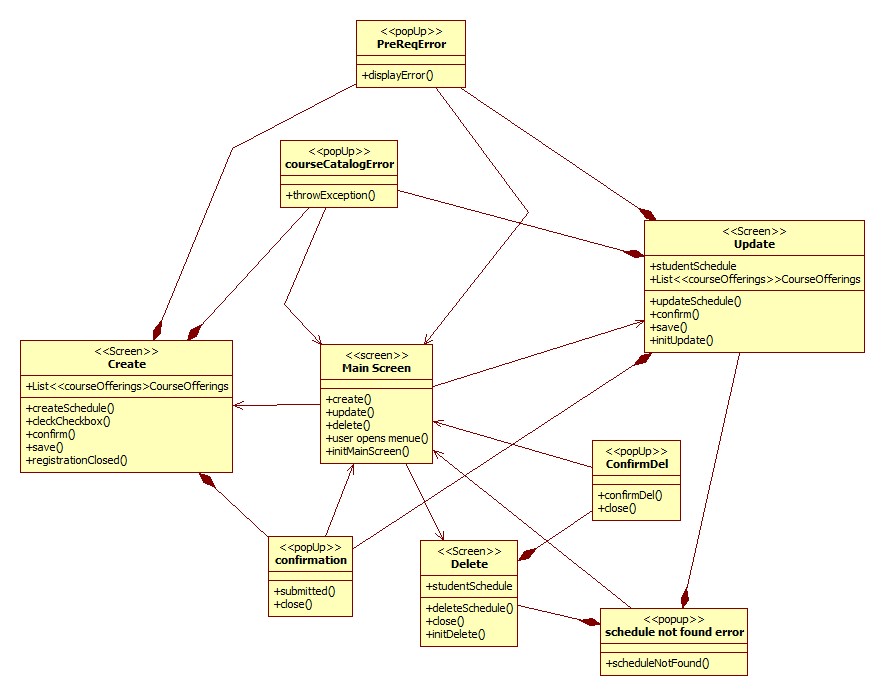 <<popUp>>
PreReqError
+displayError()
<<popUp>>
courseCatalogError
+throwException()
<<Screen>>
Update
+studentSchedule
+List<<courseOfferings>>CourseOfferings
+updateSchedule()
+confirm()
+save()
+initUpdate()
<<Screen>>
Create
+List<<courseOfferings>CourseOfferings
+createSchedule()
+cleckCheckbox()
+confirm()
+save()
+registrationClosed()
<<screen>>
Main Screen
+create()
+update()
+delete()
+user opens menue()
+initMainScreen()
<<popUp>>
ConfirmDel
+confirmDel()
+close()
<<popUp>>
confirmation
+submitted()
+close()
<<Screen>>
Delete
+studentSchedule
+deleteSchedule()
+close()
+initDelete()
<<popup>>
schedule not found error
+scheduleNotFound()